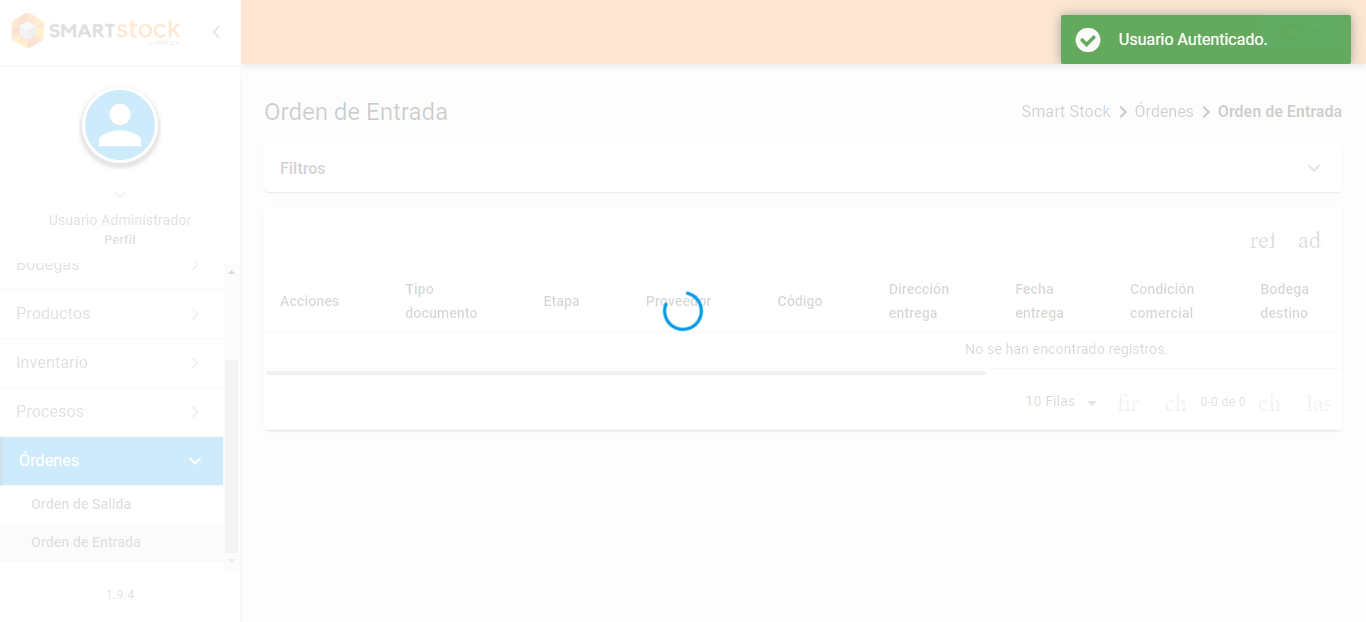 SMARTstock
Usuario Autenticado.
Orden de Entrada
Smart Stock
Órdenes
Orden de Entrada
Filtros
Usuario Administrador
Perfil
ref
ad
Bodegas
Productos
Inventario
Procesos
Órdenes
Orden de Salida
Orden de Entrada
1.9.4
Acciones
Tipo
documento
Etapa
Proveedor
Código
Dirección
entrega
Fecha
entrega
Condición
comercial
Bodega
destino
No se han encontrado registros.
10 Filas
fir
ch
0-0 de 0
ch
las